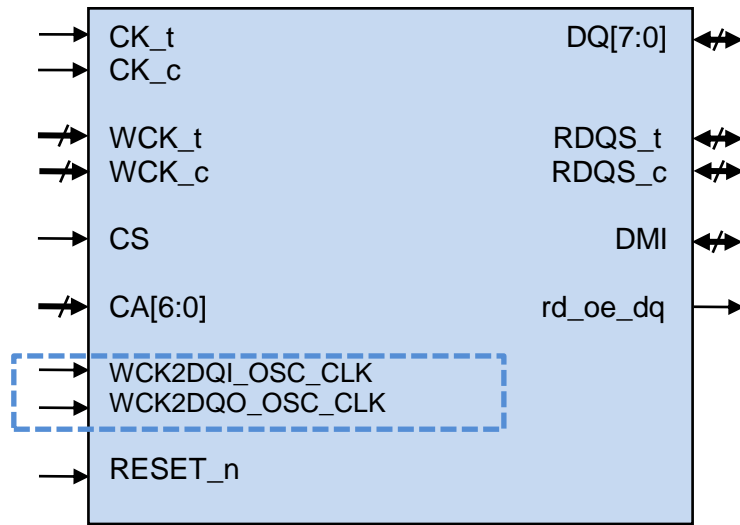 CK_t
DQ[7:0]
CK_c
WCK_t
RDQS_t
WCK_c
RDQS_c
CS
DMI
CA[6:0]
rd_oe_dq
WCK2DQI_OSC_CLK
WCK2DQO_OSC_CLK
RESET_n